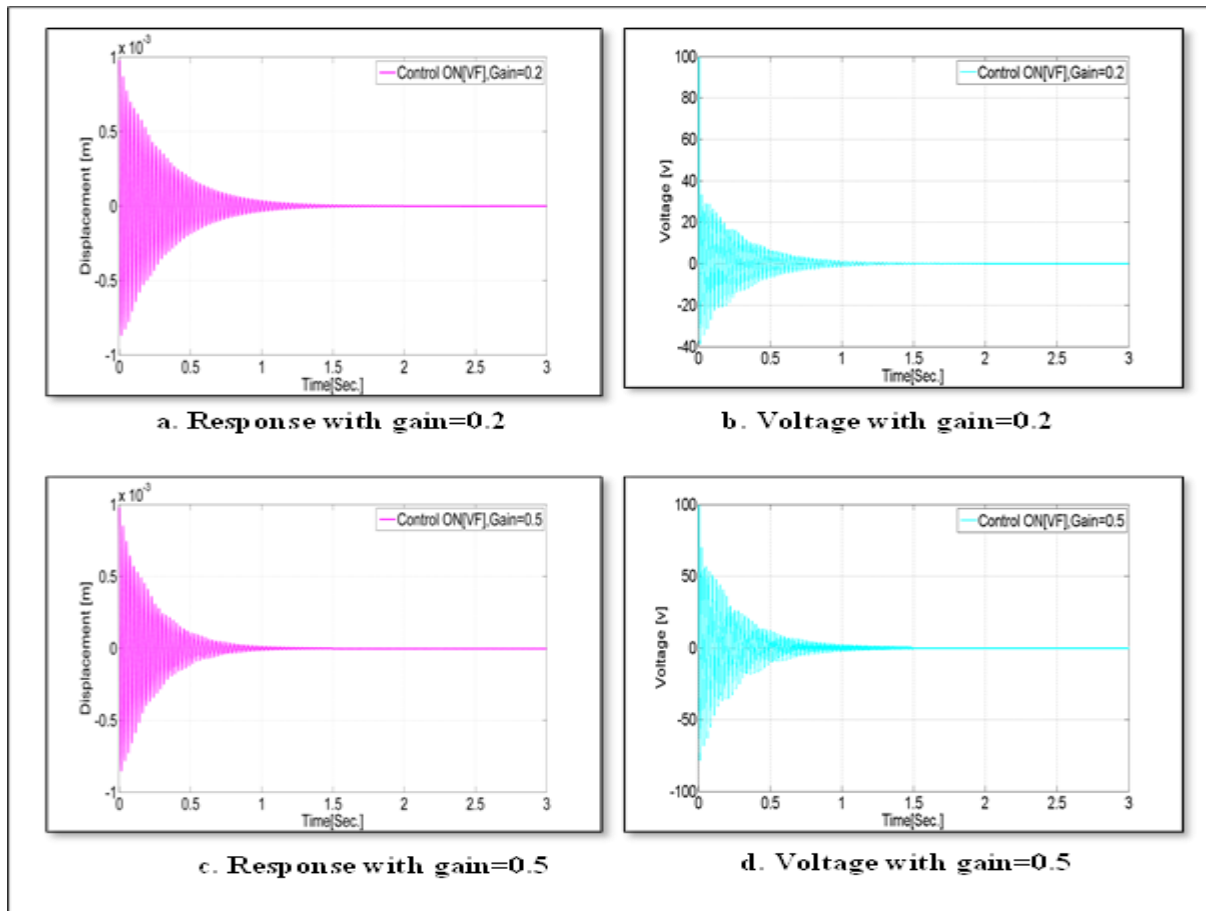 1 x 10-3
Control ON[VF],Gain=0.2
0.5
0
-0.5
-1
Displacement [m]
0 0.5 1 1.5 2 2.5 3
Time[Sec.]
a. Response with gain=0.2
100
Control ON[VF],Gain=0.2
80
60
40
20
0
-20
-40
Voltage [v]
0 0.5 1 1.5 2 2.5 3
Time[Sec.]
b. Voltage with gain=0.2
1 x 10-3
Control ON[VF],Gain=0.5
0.5
0
-0.5
-1
Displacement [m]
0 0.5 1 1.5 2 2.5 3
Time[Sec.]
c. Response with gain=0.5
100
Control ON[VF],Gain=0.5
50
0
-50
-100
Voltage [v]
0 0.5 1 1.5 2 2.5 3
Time[Sec.]
d. Voltage with gain=0.5